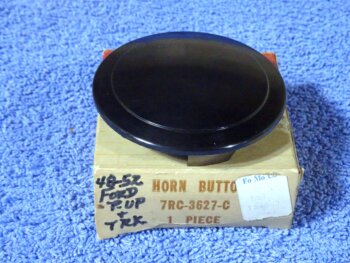 HORN BUTTO
7RC-3627-C
1 PIECE
48-52
FORD
P.UP
+
TRK
Fo Mo Co